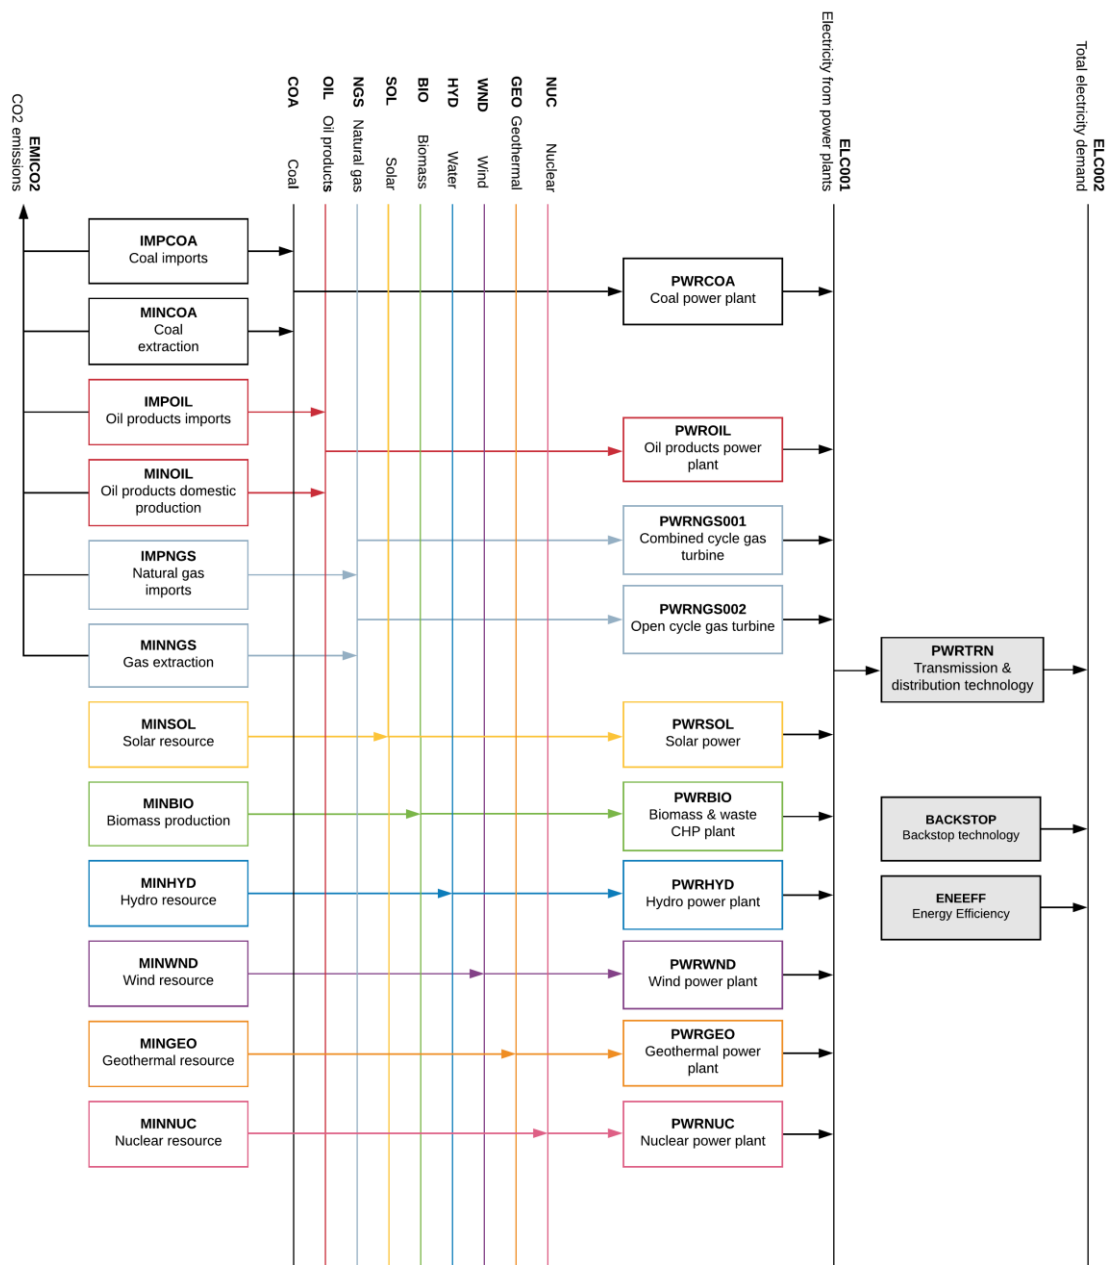 EMICO2
CO2 emissions
COA Coal
OIL Oil products
NGS Natural gas
SOL Solar
BIO Biomass
HYD Water
WND Wind
GEO Geothermal
NUC Nuclear
ELC001
Electricity from power plants
ELC002
Total electricity demand
IMPCOA
Coal imports
MINCOA
Coal
extraction
IMPOIL
Oil products imports
MINOIL
Oil products domestic
production
IMPNGS
Natural gas
imports
MINNGS
Gas extraction
MINSOL
Solar resource
MINBIO
Biomass production
MINHYD
Hydro resource
MINWND
Wind resource
MINGEO
Geothermal resource
MINNUC
Nuclear resource
PWRCOA
Coal power plant
PWROIL
Oil products power
plant
PWRNGS001
Combined cycle gas
turbine
PWRNGS002
Open cycle gas turbine
PWRSOL
Solar power
PWRBIO
Biomass & waste
CHP plant
PWRHYD
Hydro power plant
PWRWND
Wind power plant
PWRGEO
Geothermal power
plant
PWRNUC
Nuclear power plant
PWRTRN
Transmission &
distribution technology
BACKSTOP
Backstop technology
ENEEFF
Energy Efficiency